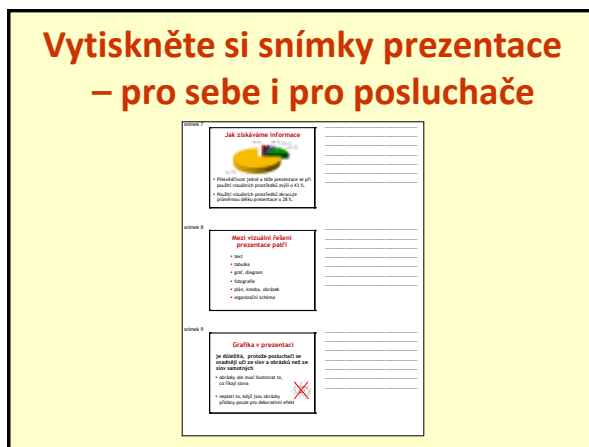 Vytiskněte si snímky prezentace
– pro sebe i pro posluchače
snímek 7
Jak získáváme informace
• Přesvědčivost jedné a téže prezentace se při
použití vizuálních prostředků zvýší o 43 %.
• Použití vizuálních prostředků zkracuje
průměrnou délku prezentace o 28 %.
snímek 8
Mezi vizuální řešení
prezentace patří
• text
• tabulka
• graf, diagram
• fotografie
• plán, kresba, obrázek
• organizační schéma
snímek 9
Grafika v prezentaci
je důležitá, protože posluchači se
snadněji učí ze slov a obrázků než ze
slov samotných
• obrázky ale musí ilustrovat to,
co říkají slova
• neplatí to, když jsou obrázky
přidány pouze pro dekorativní efekt